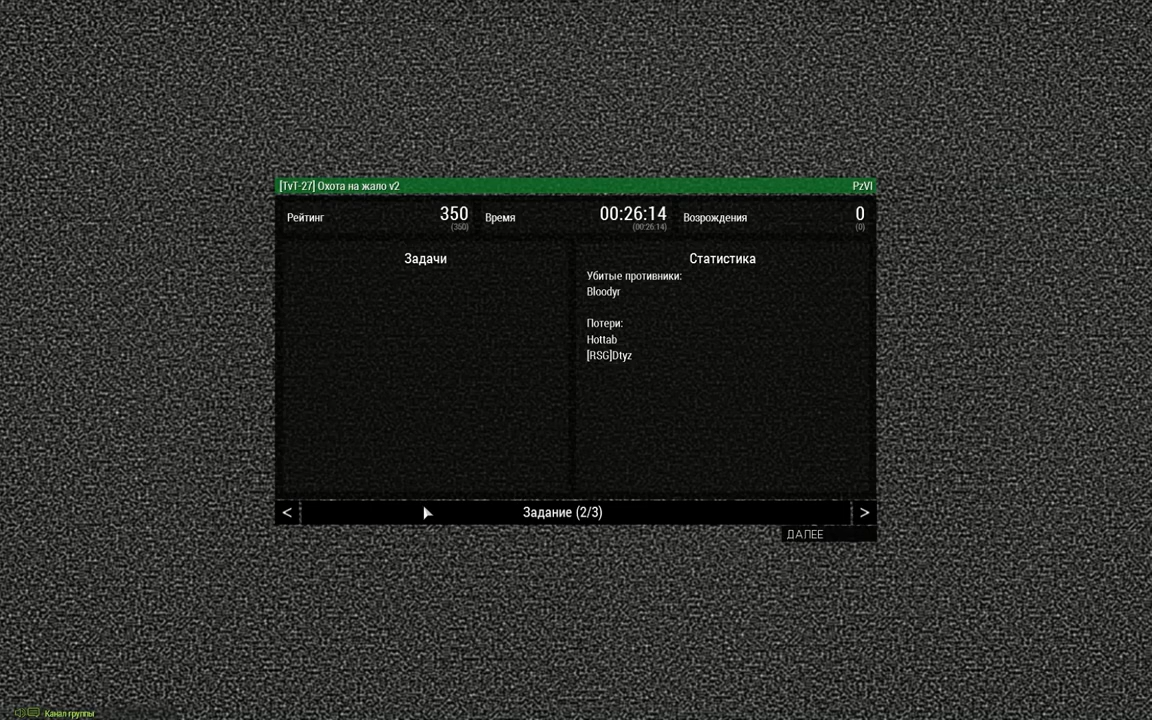 [TvT-27] Охота на жало v2 PzVI
Рейтинг 350 Время 00:26:14 Возрождения 0
(350) (00:26:14) (0)
Задачи Статистика
Убитые противники:
Bloodyr
Потери:
Hottab
[RSG]Dtyz
< Задание (2/3) >
ДАЛЕЕ
Канал группы